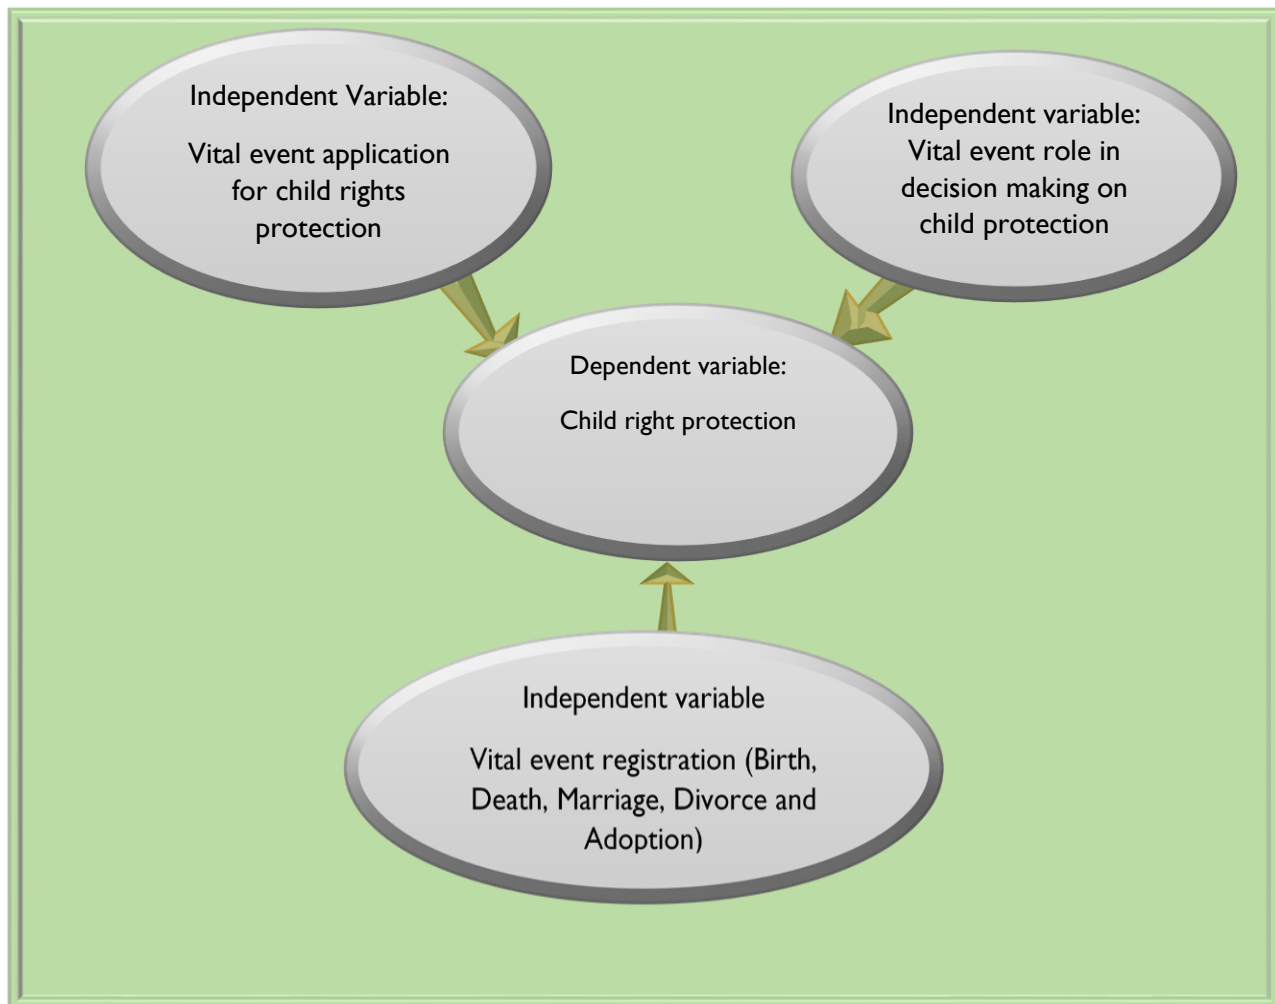 Independent Variable:
Vital event application
for child rights
protection
Independent variable:
Vital event role in
decision making on
child protection
Dependent variable:
Child right protection
Independent variable
Vital event registration (Birth,
Death, Marriage, Divorce and
Adoption)